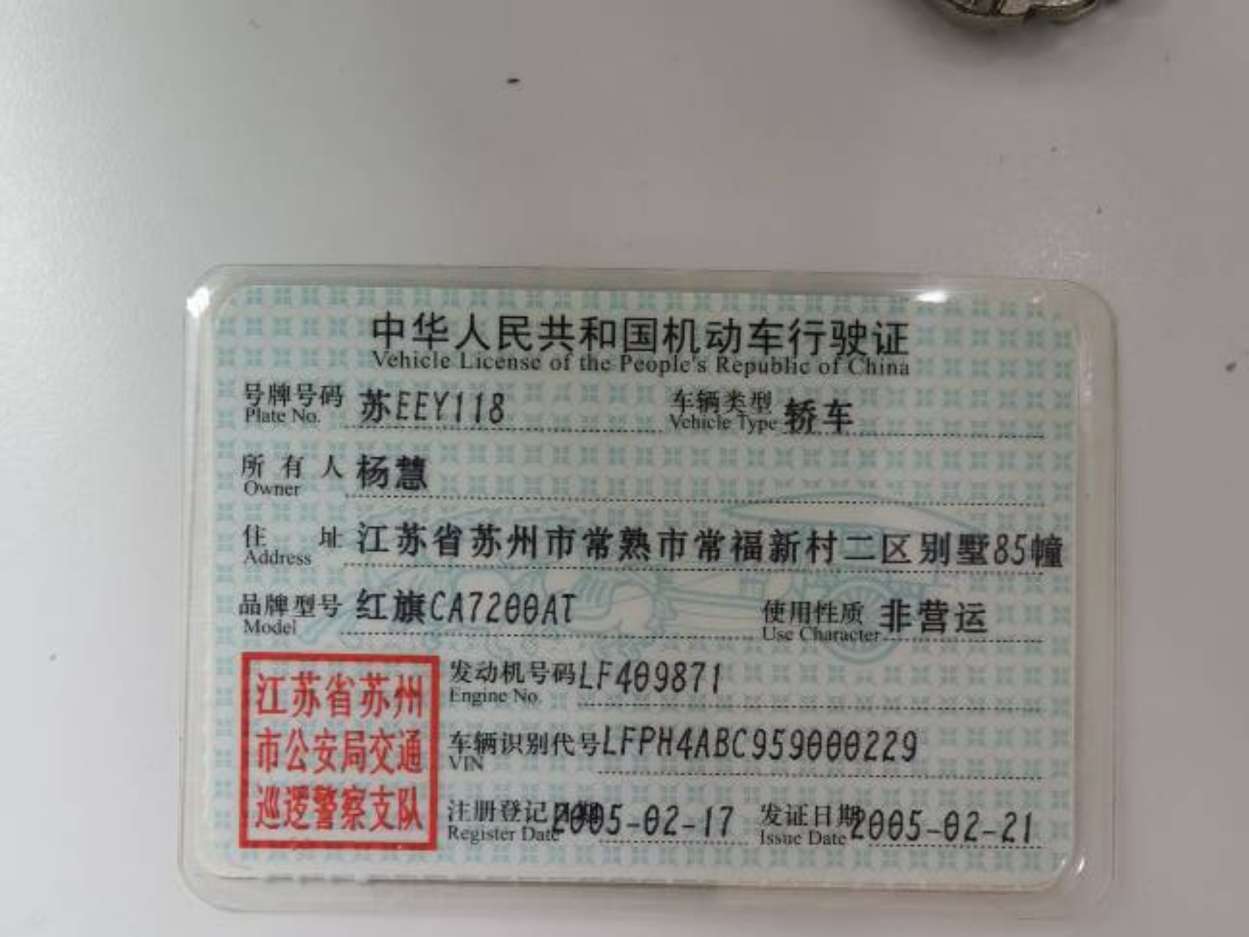 中华人民共和国机动车行驶证
Vehicle License of the People's Republic of China
号牌号码 苏EEY118 车辆类型 轿车
Plate No. Vehicle Type
所有人 杨慧
Owner
住址 江苏省苏州市常熟市常福新村二区别墅85幢
Address
品牌型号 红旗CA7200AT 使用性质 非营运
Model Use Character
发动机号码 LF409871
Engine No.
车辆识别代号 LFPH4ABC959000229
VIN
注册登记日期 2005-02-17 发证日期 2005-02-21
Register Date Issue Date
江苏省苏州
市公安局交通
巡逻警察支队